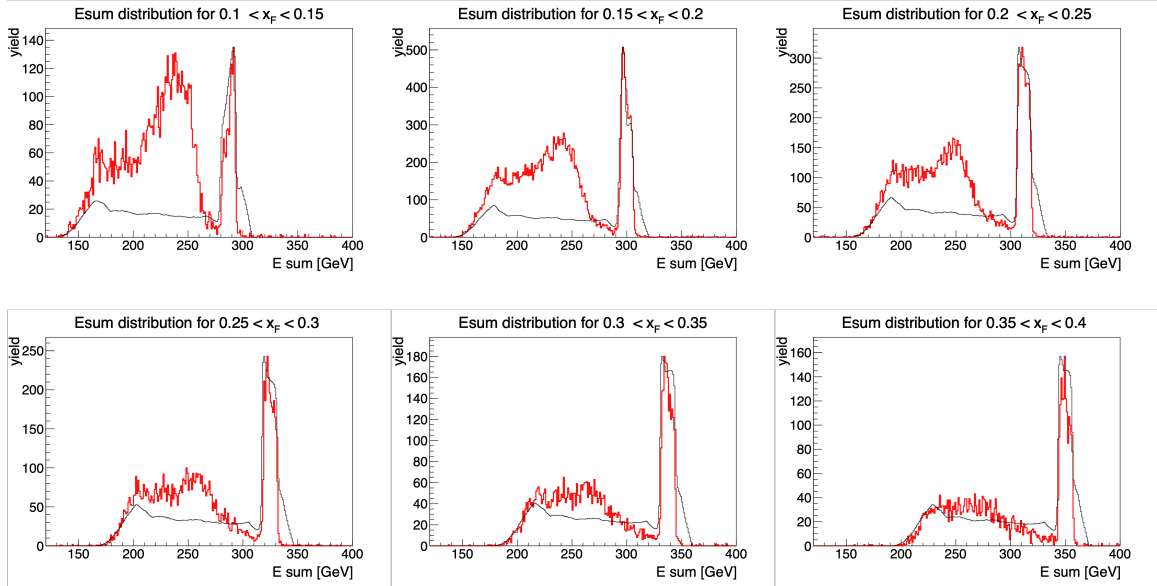 Esum distribution for 0.1 < x_F < 0.15
yield
140
120
100
80
60
40
20
0
150 200 250 300 350 400
E sum [GeV]
Esum distribution for 0.15 < x_F < 0.2
yield
500
400
300
200
100
0
150 200 250 300 350 400
E sum [GeV]
Esum distribution for 0.2 < x_F < 0.25
yield
300
250
200
150
100
50
0
150 200 250 300 350 400
E sum [GeV]
Esum distribution for 0.25 < x_F < 0.3
yield
250
200
150
100
50
0
150 200 250 300 350 400
E sum [GeV]
Esum distribution for 0.3 < x_F < 0.35
yield
180
160
140
120
100
80
60
40
20
0
150 200 250 300 350 400
E sum [GeV]
Esum distribution for 0.35 < x_F < 0.4
yield
160
140
120
100
80
60
40
20
0
150 200 250 300 350 400
E sum [GeV]